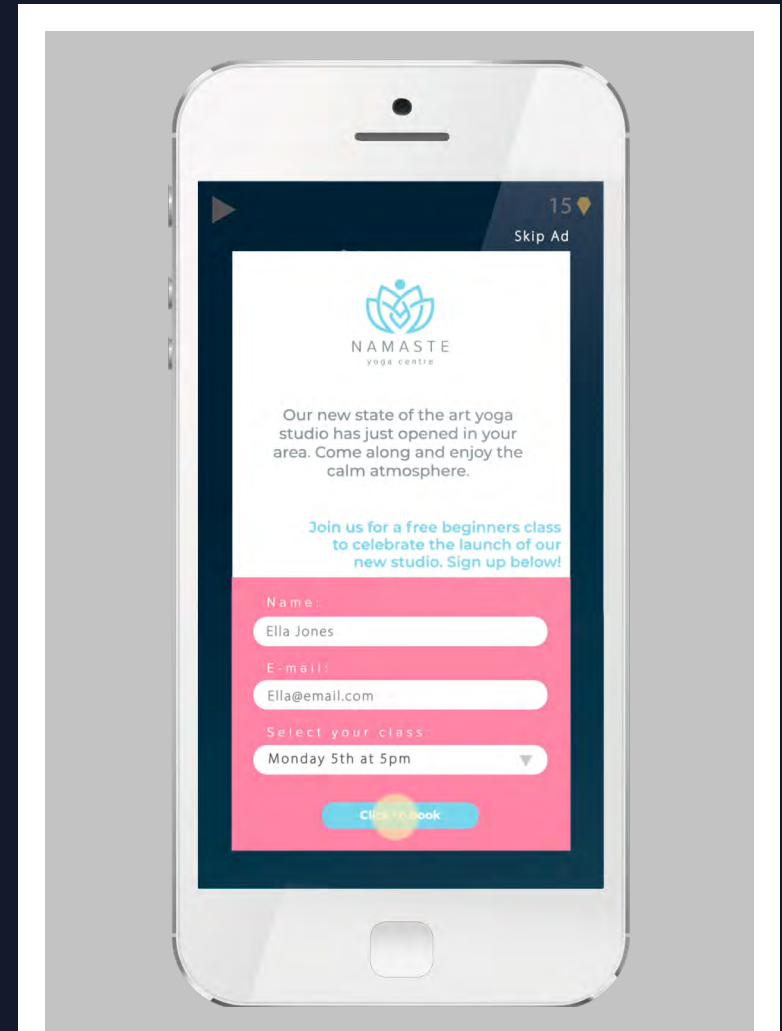 15
Skip Ad
NAMASTE
yoga centre
Our new state of the art yoga
studio has just opened in your
area. Come along and enjoy the
calm atmosphere.
Join us for a free beginners class
to celebrate the launch of our
new studio. Sign up below!
Name:
Ella Jones
E-mail:
Ella@email.com
Select your class:
Monday 5th at 5pm
Click to book